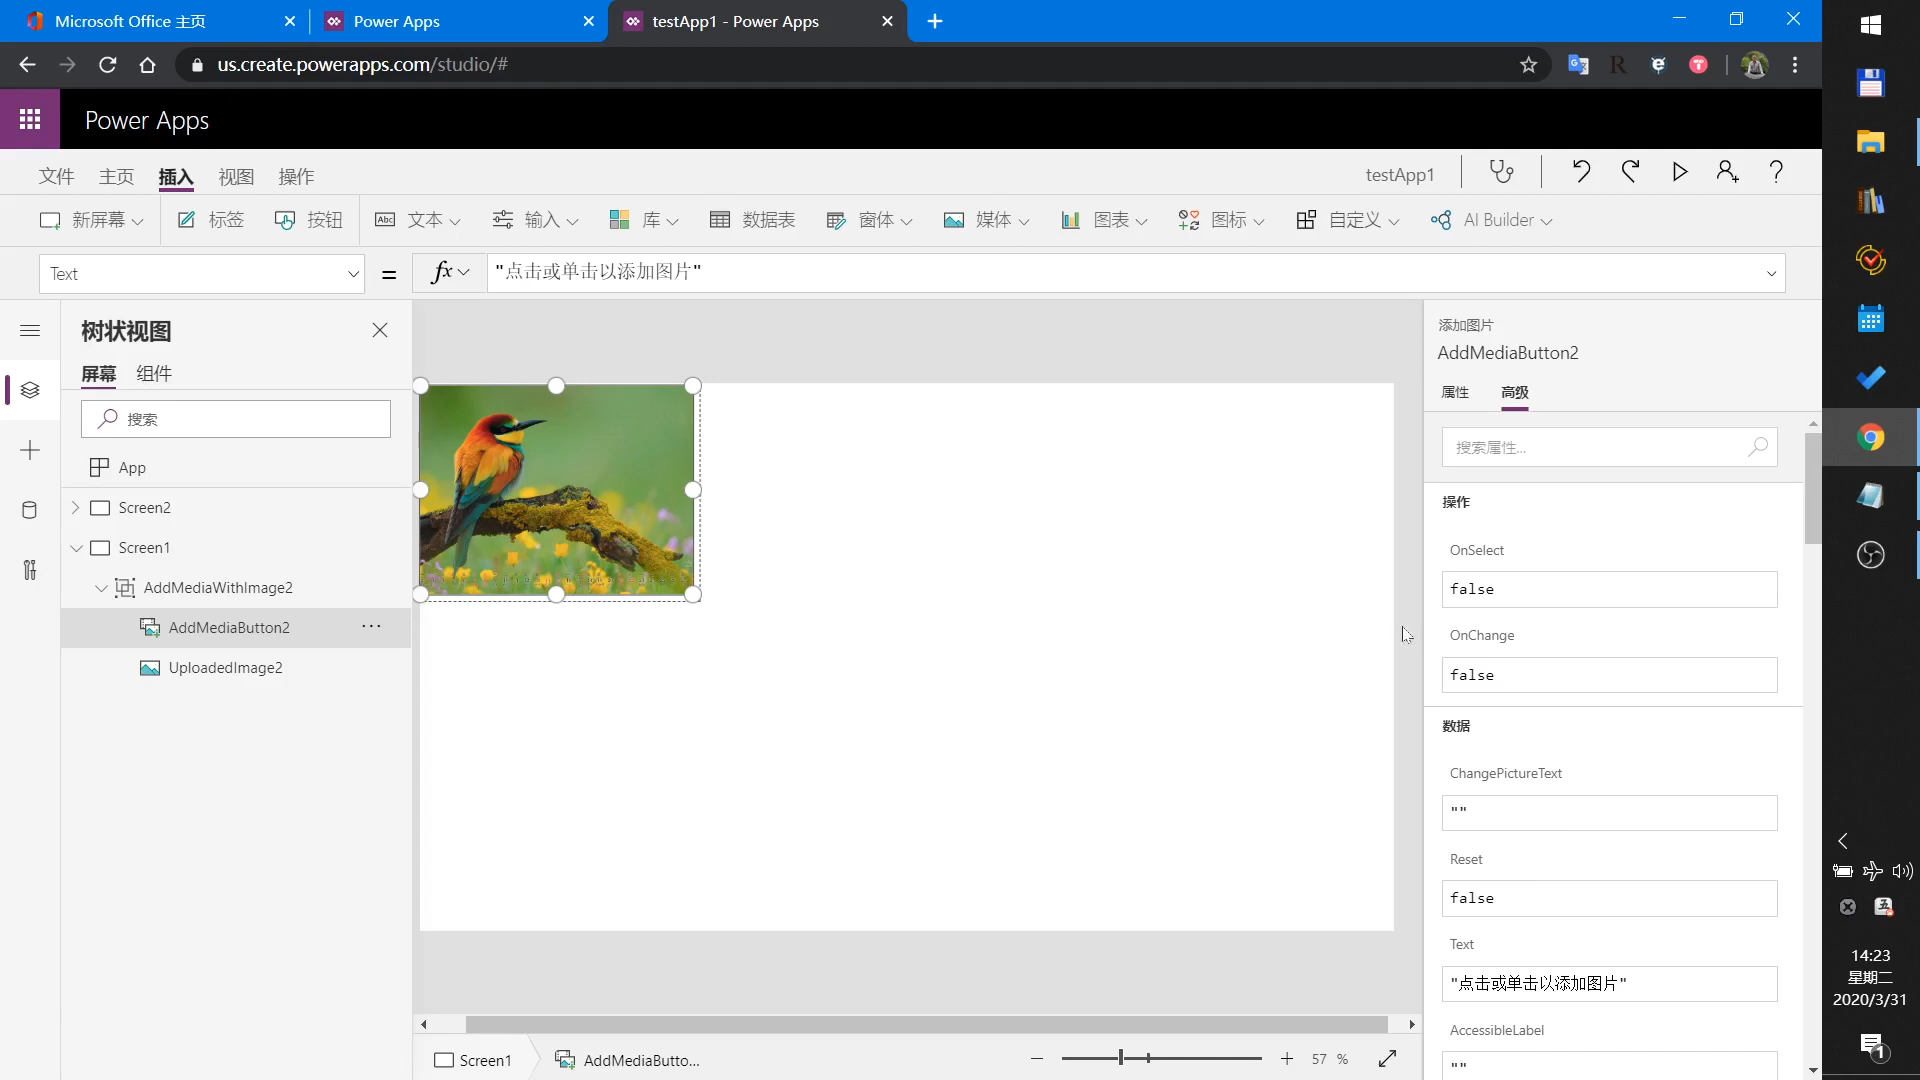 Microsoft Office 主页
Power Apps
testApp1 - Power Apps
us.create.powerapps.com/studio/#
Power Apps
文件 主页 插入 视图 操作
testApp1
新屏幕 标签 按钮 文本 输入 库 数据表 窗体 媒体 图表 图标 自定义 AI Builder
Text
= fx "点击或单击以添加图片"
树状视图
屏幕 组件
搜索
App
Screen2
Screen1
AddMediaWithImage2
AddMediaButton2 ···
UploadedImage2
添加图片
AddMediaButton2
属性 高级
搜索属性...
操作
OnSelect
false
OnChange
false
数据
ChangePictureText
""
Reset
false
Text
"点击或单击以添加图片"
AccessibleLabel
""
Screen1
AddMediaButto...
57 %
14:23
星期二
2020/3/31
1